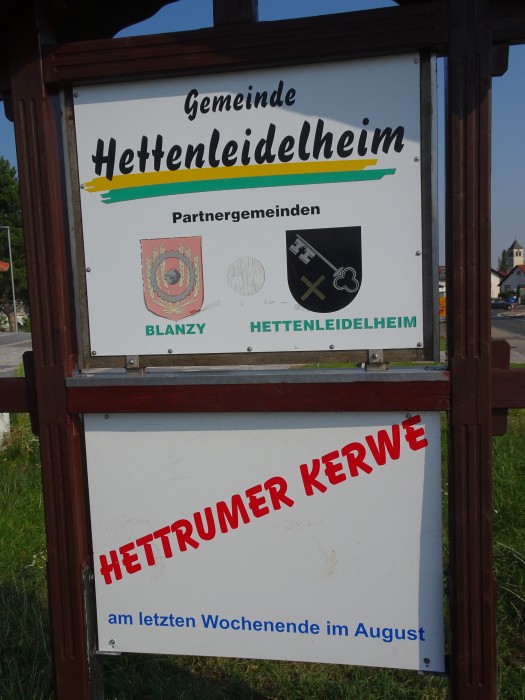 Gemeinde
Hettenleidelheim
Partnergemeinden
BLANZY
HETTENLEIDELHEIM
HETTRUMER KERWE
am letzten Wochenende im August